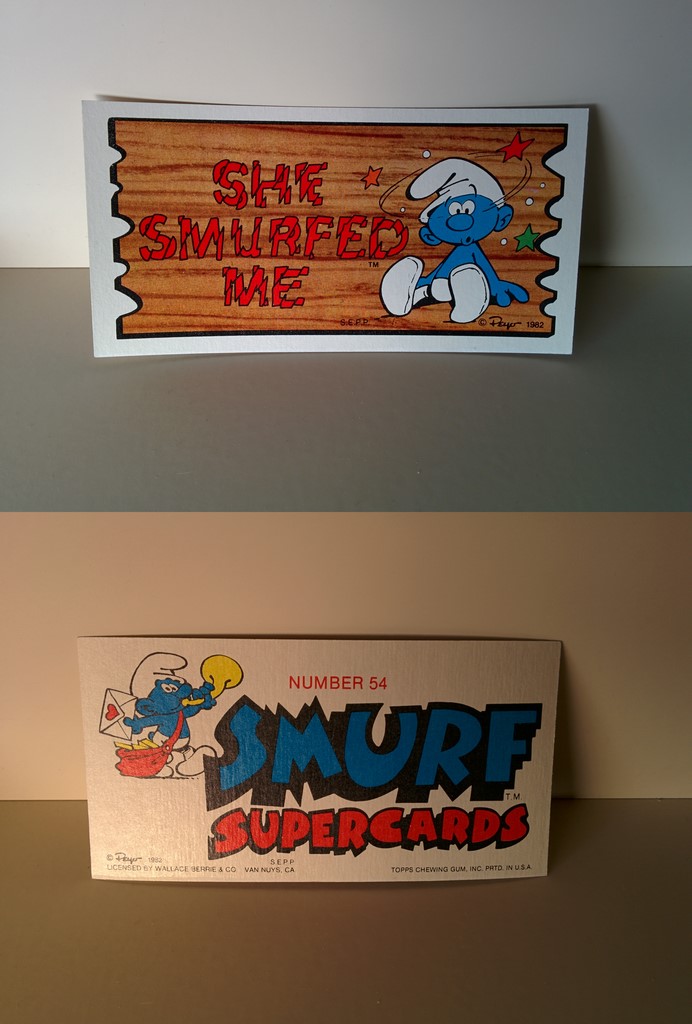 SHE
SMURFED
ME
TM
S.E.P.P. © Peyo 1982
NUMBER 54
SMURF
T.M.
SUPERCARDS
© Peyo 1982 S.E.P.P.
LICENSED BY WALLACE BERRIE & CO. VAN NUYS, CA TOPPS CHEWING GUM, INC. PRTD. IN U.S.A.